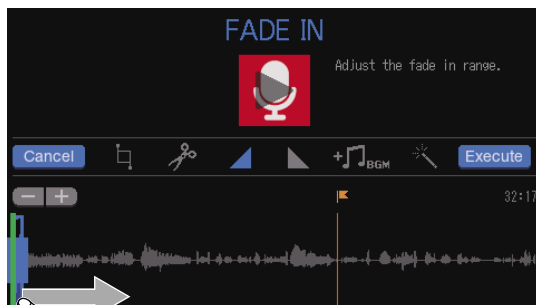 FADE IN
Adjust the fade in range.
Cancel
+ BGM
Execute
- +
32:17